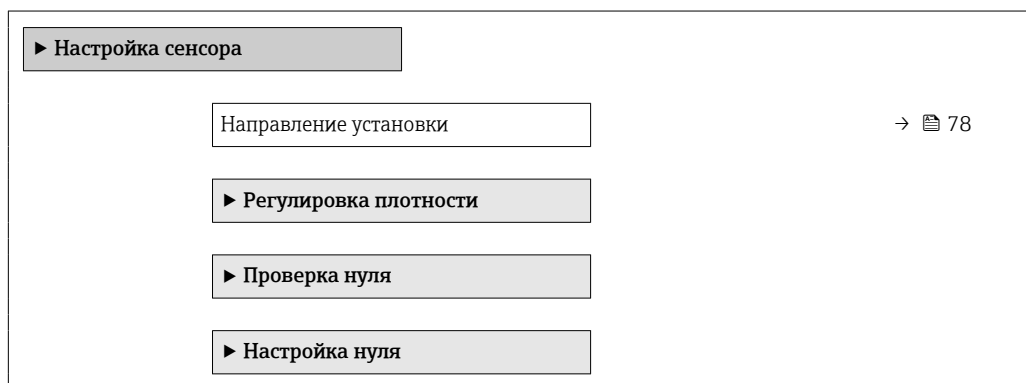 ▶ Настройка сенсора
Направление установки → 78
▶ Регулировка плотности
▶ Проверка нуля
▶ Настройка нуля